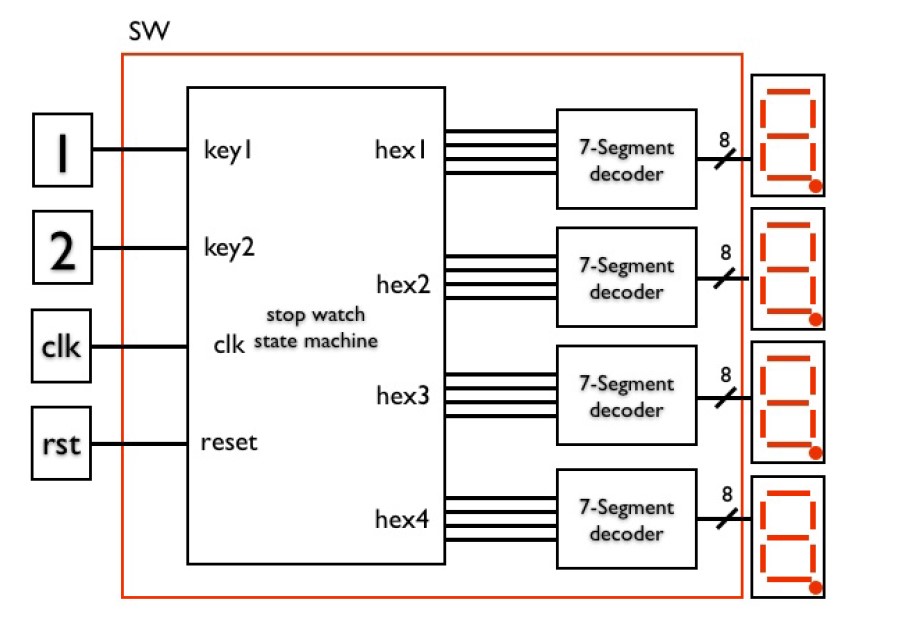 SW
1
key1
hex1
7-Segment
decoder
8
2
key2
hex2
7-Segment
decoder
8
clk
clk
stop watch
state machine
hex3
7-Segment
decoder
8
rst
reset
hex4
7-Segment
decoder
8